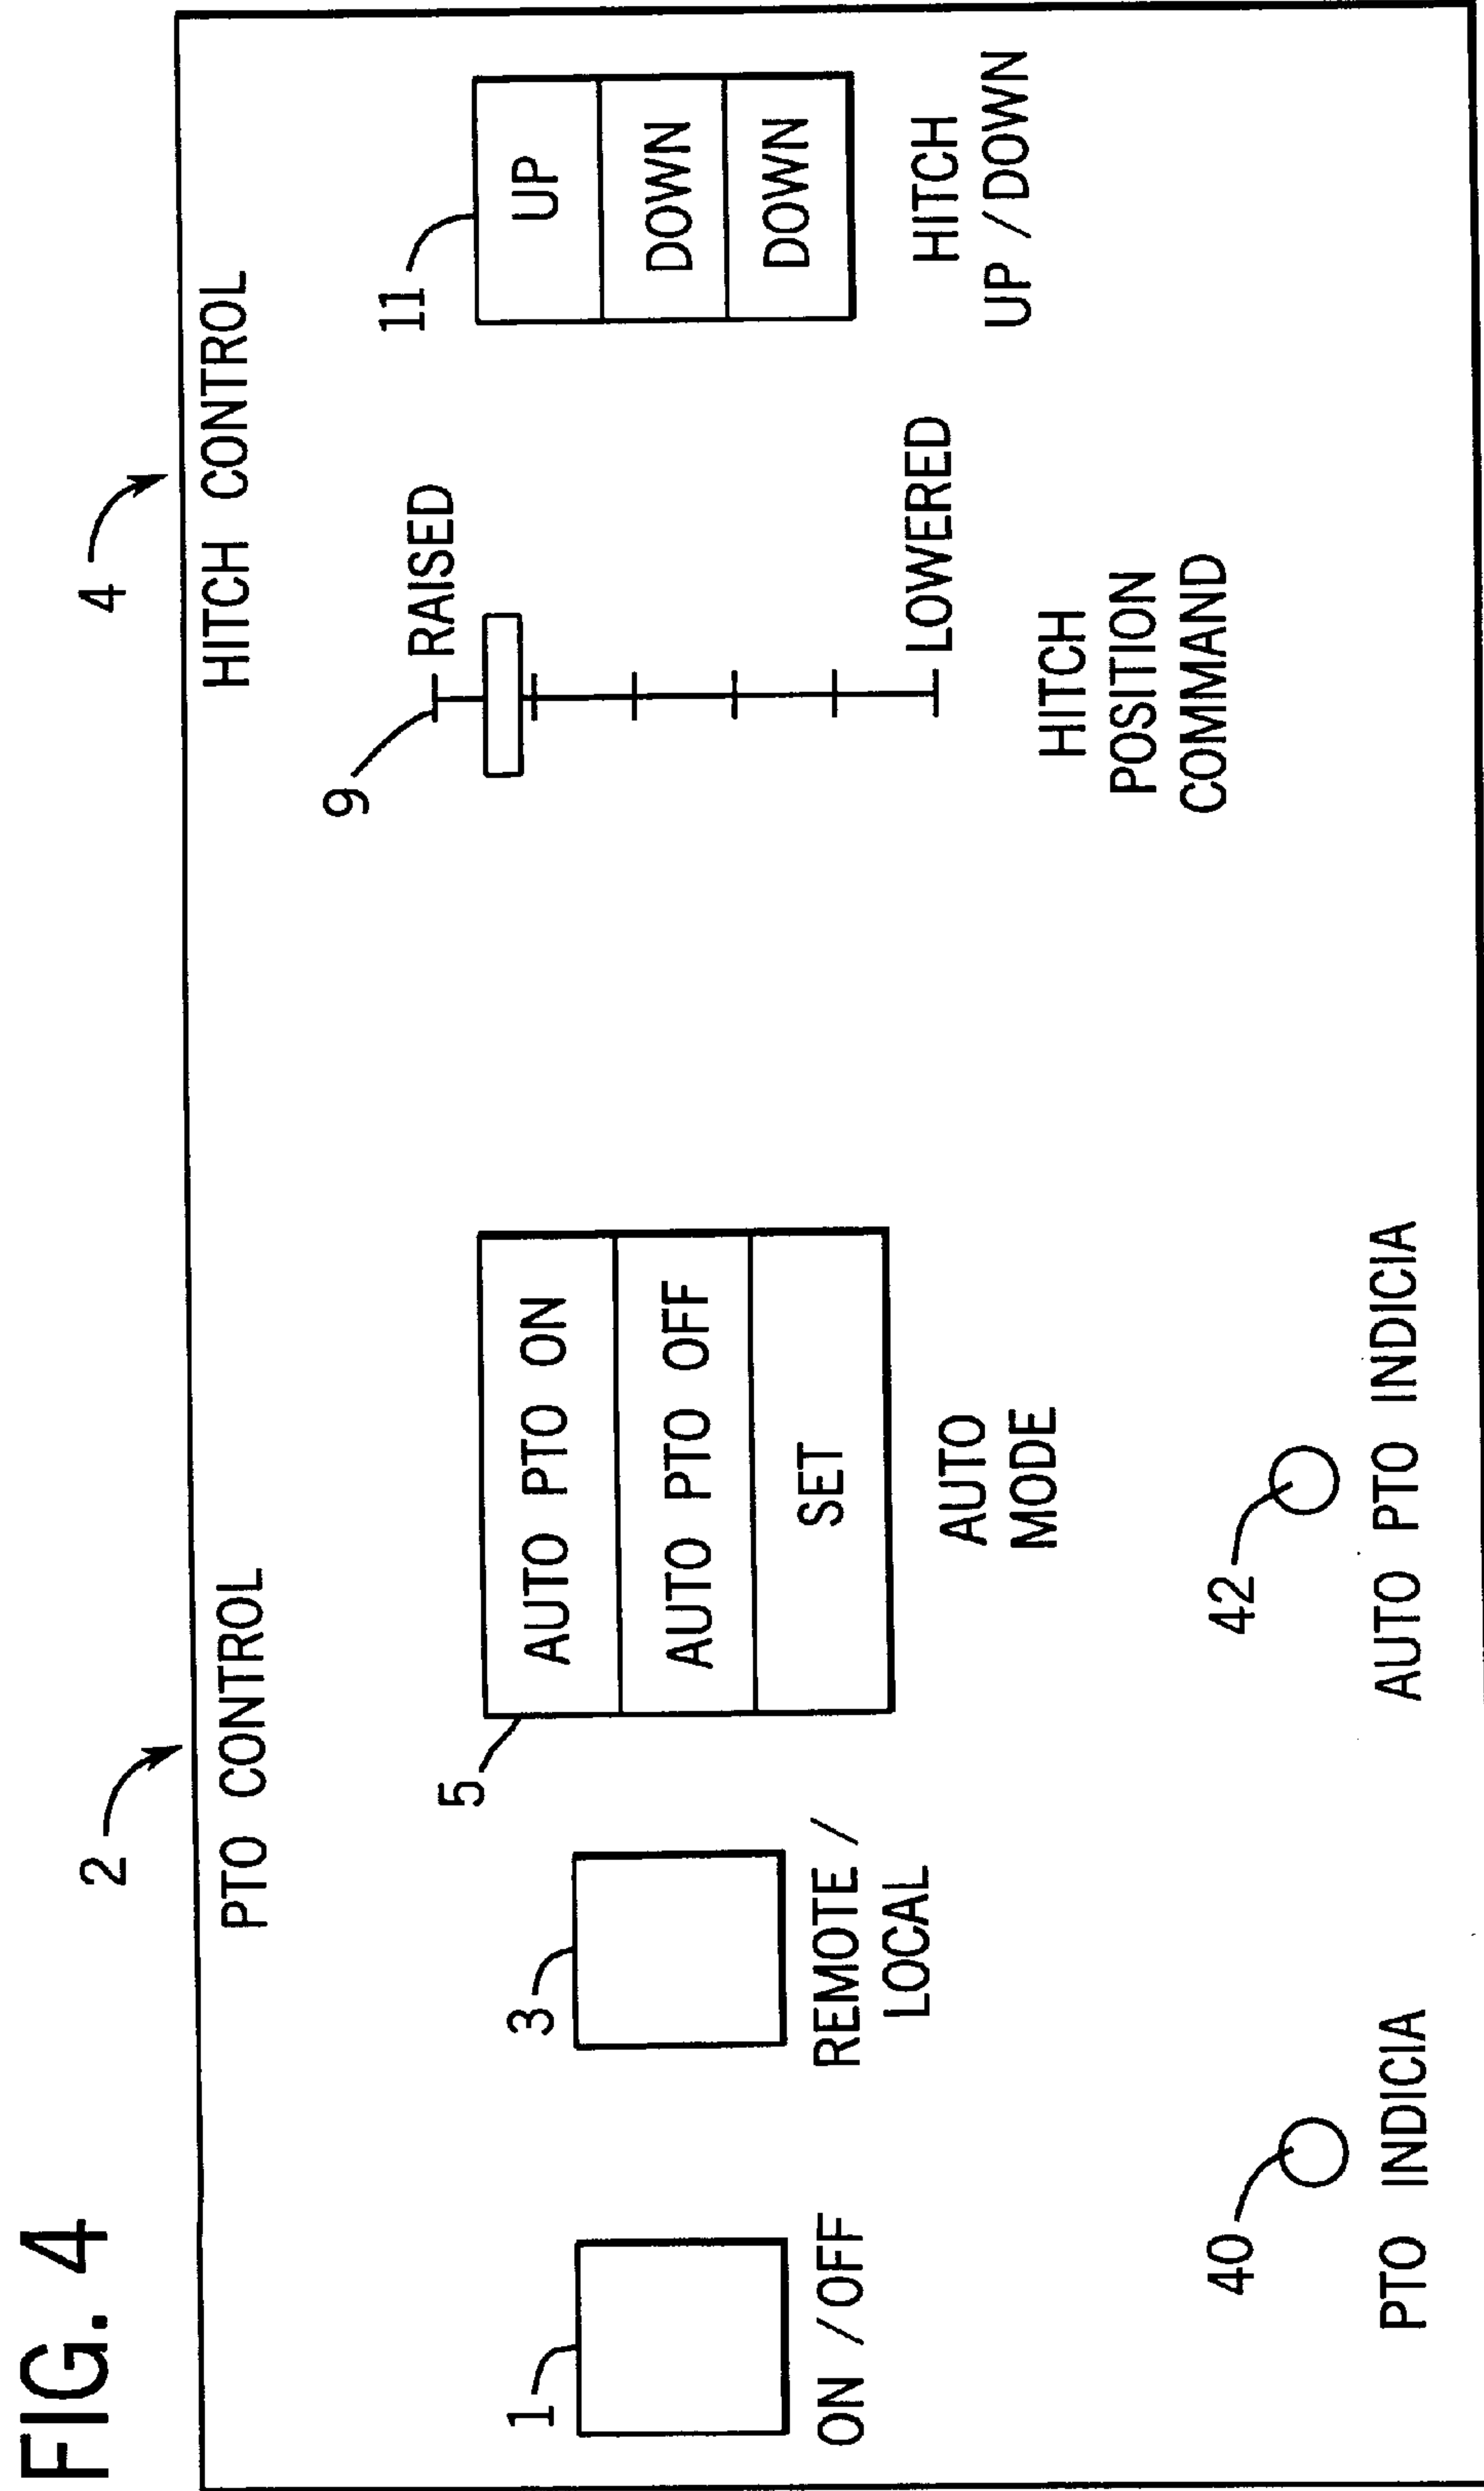 FIG. 4
2
4
PTO CONTROL
HITCH CONTROL
1
ON / OFF
3
REMOTE /
LOCAL
5
AUTO PTO ON
AUTO PTO OFF
SET
AUTO
MODE
9
RAISED
LOWERED
HITCH
POSITION
COMMAND
11
UP
DOWN
DOWN
HITCH
UP / DOWN
40
PTO INDICIA
42
AUTO PTO INDICIA